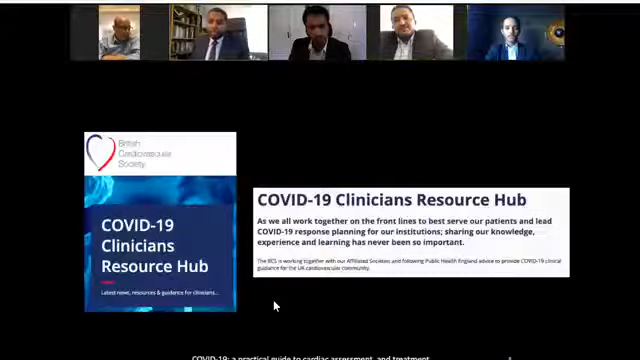 British
Cardiovascular
Society
COVID-19
Clinicians
Resource Hub
Latest news, resources & guidance for clinicians...
COVID-19 Clinicians Resource Hub
As we all work together on the front lines to best serve our patients and lead
COVID-19 response planning for our institutions; sharing our knowledge,
experience and learning has never been so important.
The BCS is working together with our Affiliated Societies and following Public Health England advice to provide COVID-19 clinical
guidance for the UK cardiovascular community.
COVID-19: a practical guide to cardiac assessment, and treatment